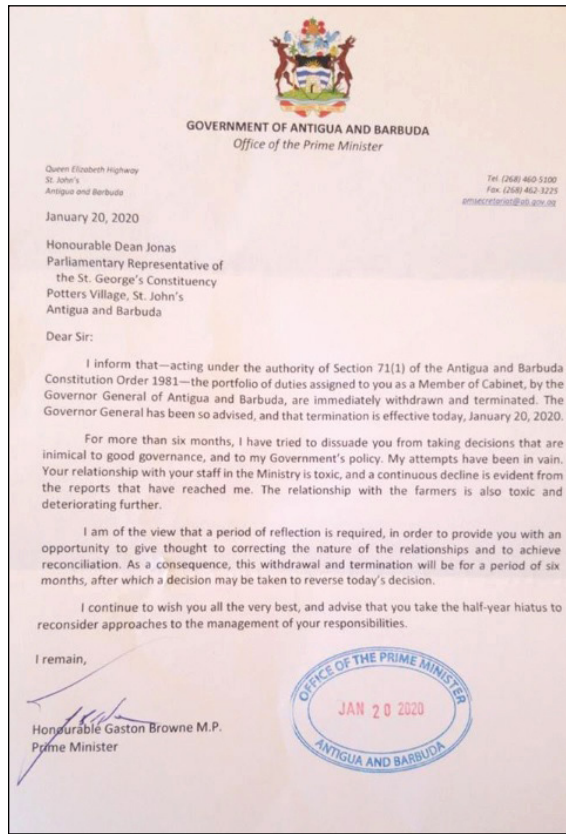 GOVERNMENT OF ANTIGUA AND BARBUDA
Office of the Prime Minister
Queen Elizabeth Highway
St. John's
Antigua and Barbuda
Tel. (268) 460-5100
Fax. (268) 462-3225
pmsecretariat@ab.gov.ag
January 20, 2020
Honourable Dean Jonas
Parliamentary Representative of
the St. George's Constituency
Potters Village, St. John's
Antigua and Barbuda
Dear Sir:
I inform that—acting under the authority of Section 71(1) of the Antigua and Barbuda
Constitution Order 1981—the portfolio of duties assigned to you as a Member of Cabinet, by the
Governor General of Antigua and Barbuda, are immediately withdrawn and terminated. The
Governor General has been so advised, and that termination is effective today, January 20, 2020.
For more than six months, I have tried to dissuade you from taking decisions that are
inimical to good governance, and to my Government's policy. My attempts have been in vain.
Your relationship with your staff in the Ministry is toxic, and a continuous decline is evident from
the reports that have reached me. The relationship with the farmers is also toxic and
deteriorating further.
I am of the view that a period of reflection is required, in order to provide you with an
opportunity to give thought to correcting the nature of the relationships and to achieve
reconciliation. As a consequence, this withdrawal and termination will be for a period of six
months, after which a decision may be taken to reverse today's decision.
I continue to wish you all the very best, and advise that you take the half-year hiatus to
reconsider approaches to the management of your responsibilities.
I remain,
Honourable Gaston Browne M.P.
Prime Minister
OFFICE OF THE PRIME MINISTER
JAN 20 2020
ANTIGUA AND BARBUDA